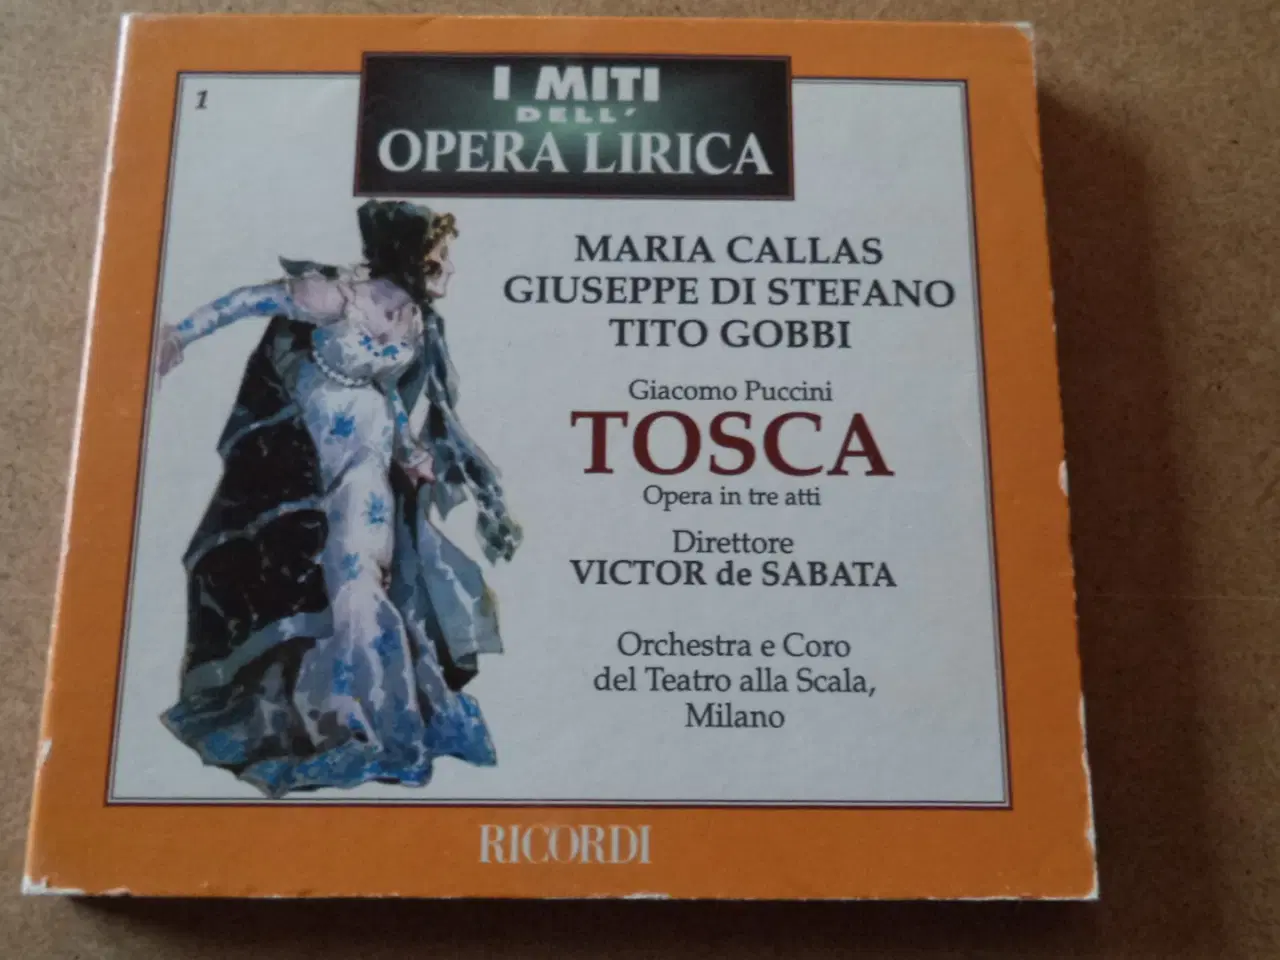 1
I MITI
DELL'
OPERA LIRICA
MARIA CALLAS
GIUSEPPE DI STEFANO
TITO GOBBI
Giacomo Puccini
TOSCA
Opera in tre atti
Direttore
VICTOR de SABATA
Orchestra e Coro
del Teatro alla Scala,
Milano
RICORDI